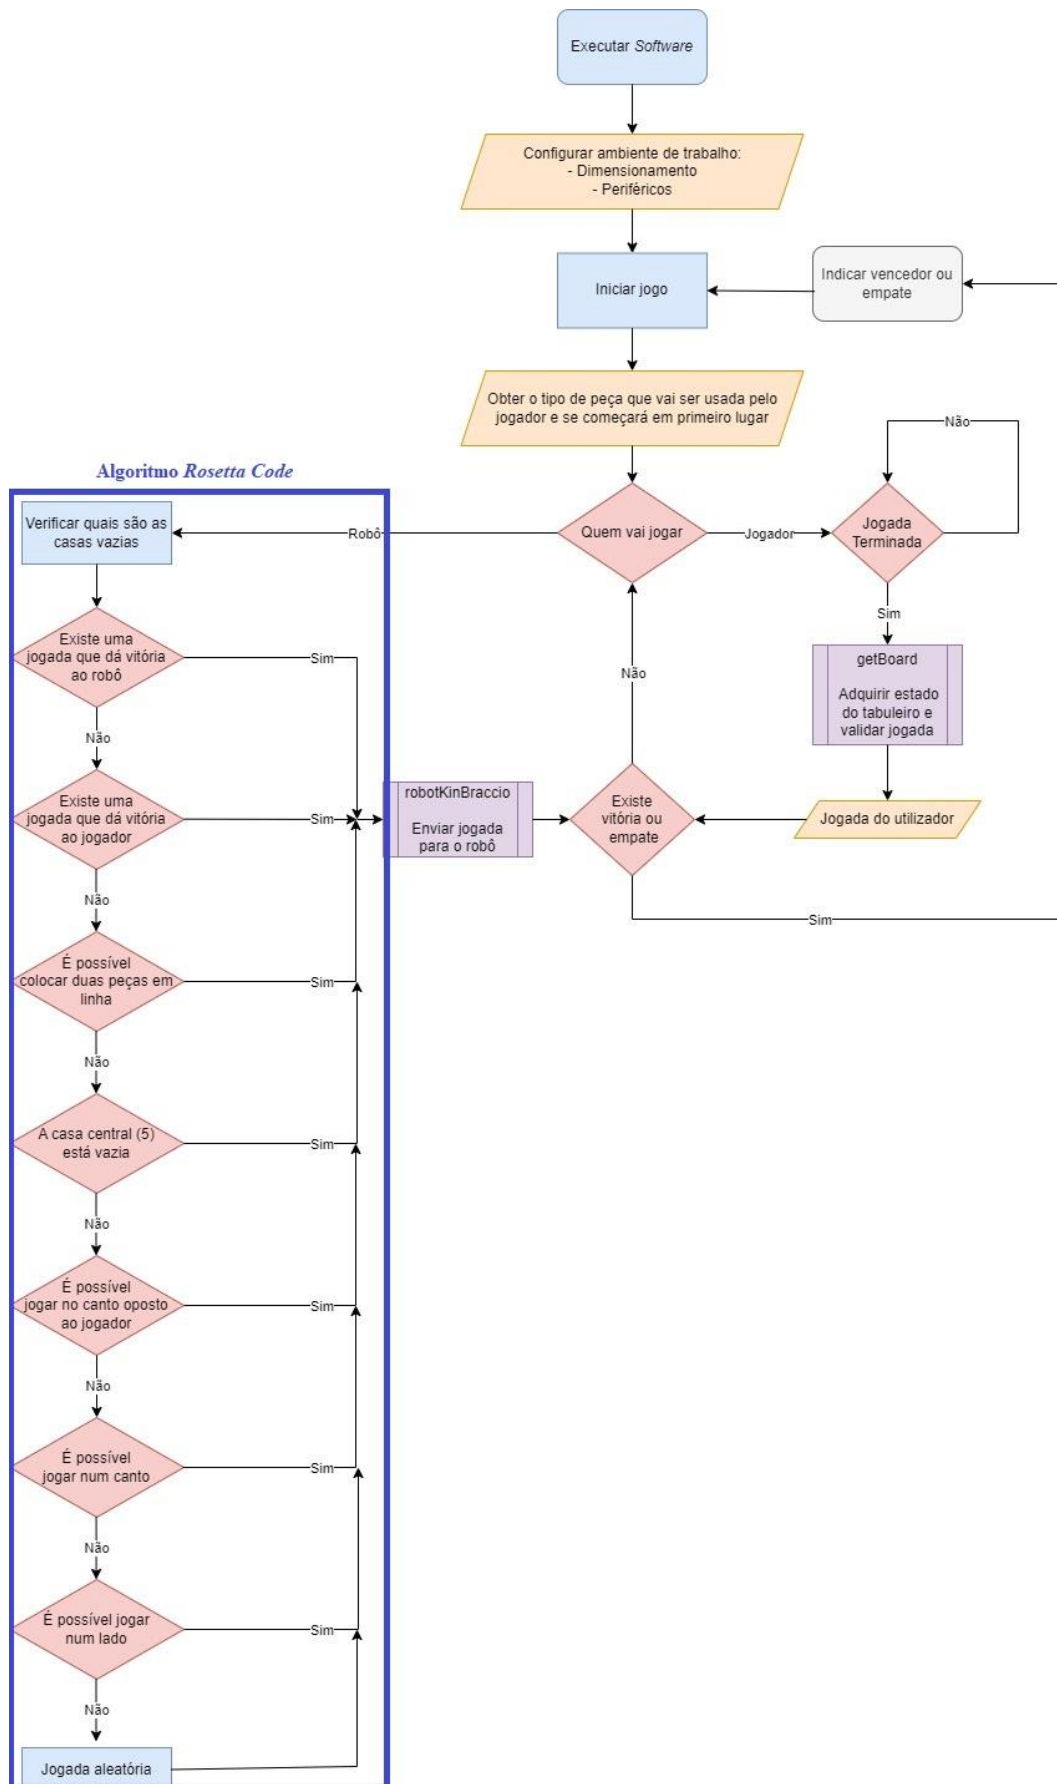 Executar Software
Configurar ambiente de trabalho:
- Dimensionamento
- Periféricos
Iniciar jogo
Indicar vencedor ou
empate
Obter o tipo de peça que vai ser usada pelo
jogador e se começará em primeiro lugar
Não
Algoritmo Rosetta Code
Verificar quais são as
casas vazias
Robô
Quem vai jogar
Jogador
Jogada
Terminada
Sim
getBoard
Adquirir estado
do tabuleiro e
validar jogada
Jogada do utilizador
Não
Existe
vitória ou
empate
Sim
robotKinBraccio
Enviar jogada
para o robô
Existe uma
jogada que dá vitória
ao robô
Sim
Não
Existe uma
jogada que dá vitória
ao jogador
Sim
Não
É possível
colocar duas peças em
linha
Sim
Não
A casa central (5)
está vazia
Sim
Não
É possível
jogar no canto oposto
ao jogador
Sim
Não
É possível
jogar num canto
Sim
Não
É possível jogar
num lado
Sim
Não
Jogada aleatória